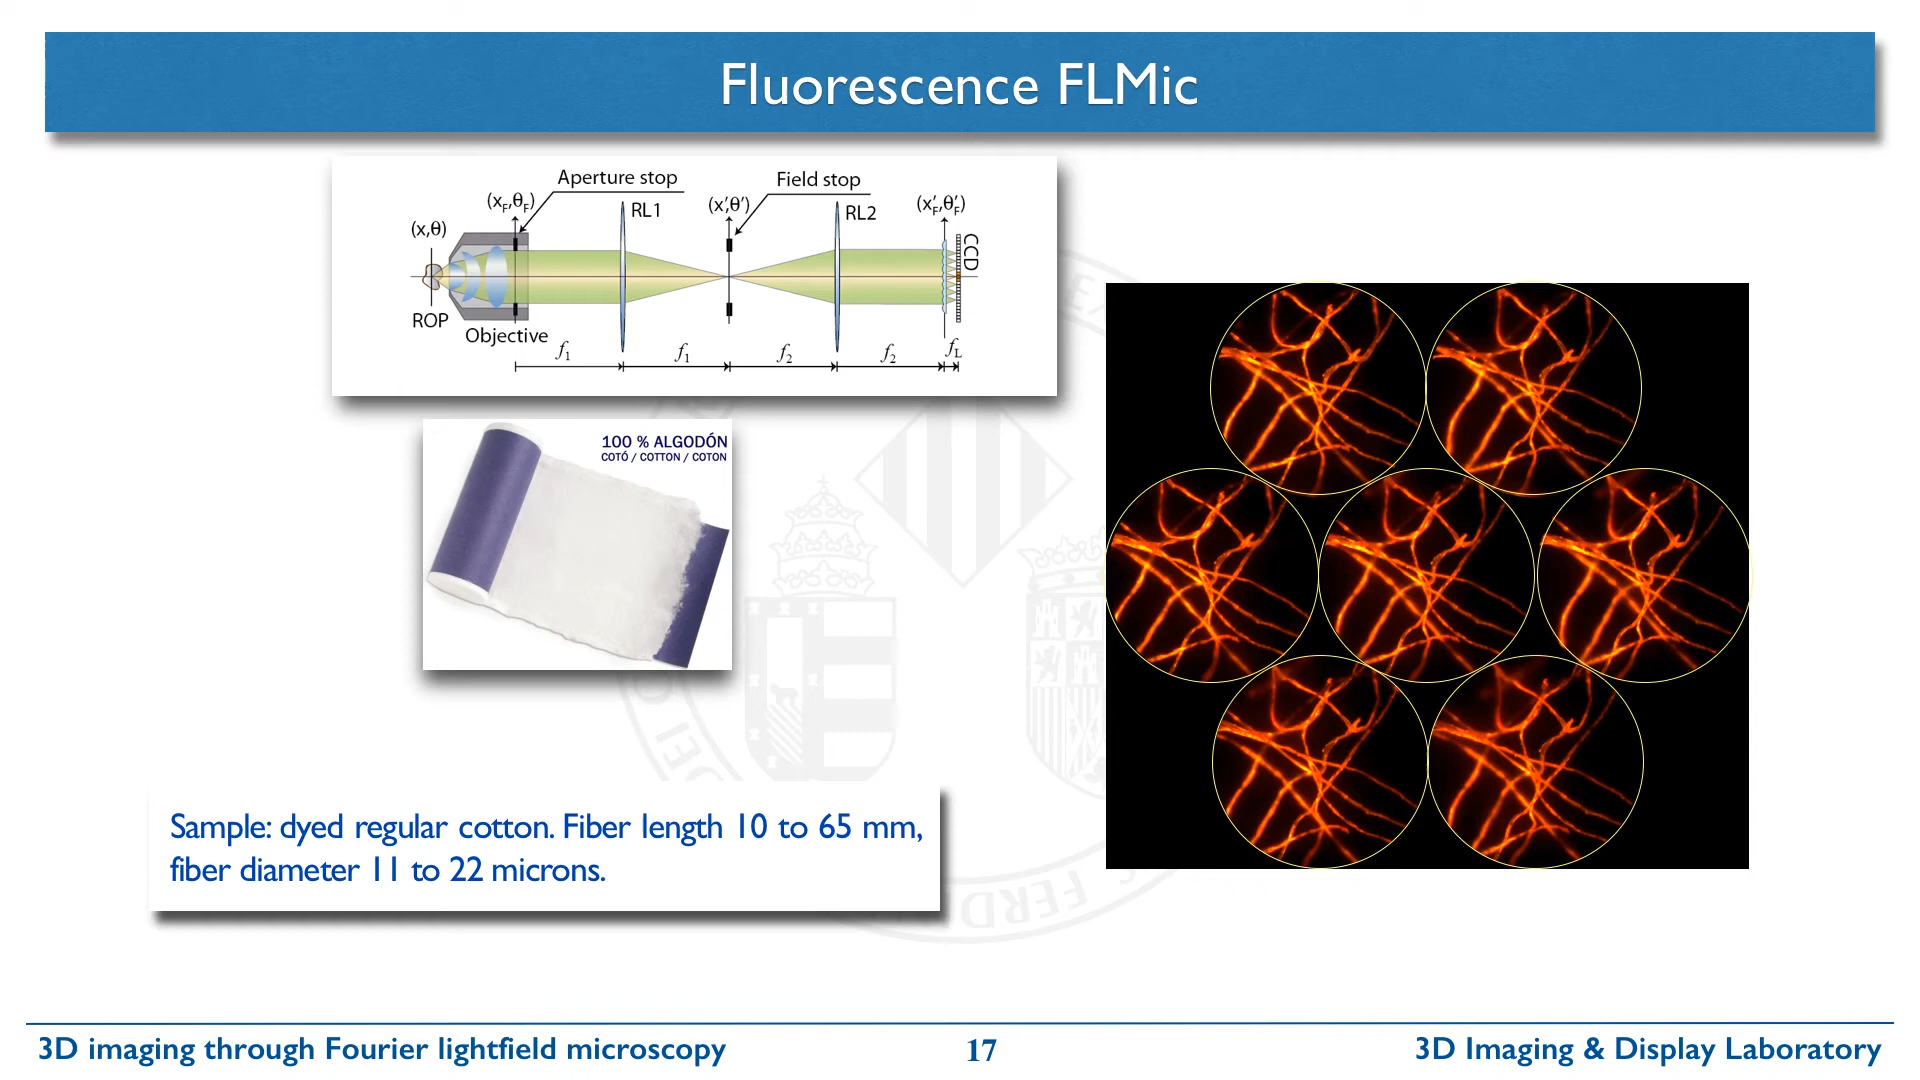 Fluorescence FLMic
Aperture stop
Field stop
(x_F,θ_F)
RL1
(x′,θ′)
RL2
(x′_F,θ′_F)
(x,θ)
CCD
ROP
Objective
f₁
f₁
f₂
f₂
f_L
100 % ALGODÓN
COTÓ / COTTON / COTON
Sample: dyed regular cotton. Fiber length 10 to 65 mm,
fiber diameter 11 to 22 microns.
3D imaging through Fourier lightfield microscopy
17
3D Imaging & Display Laboratory